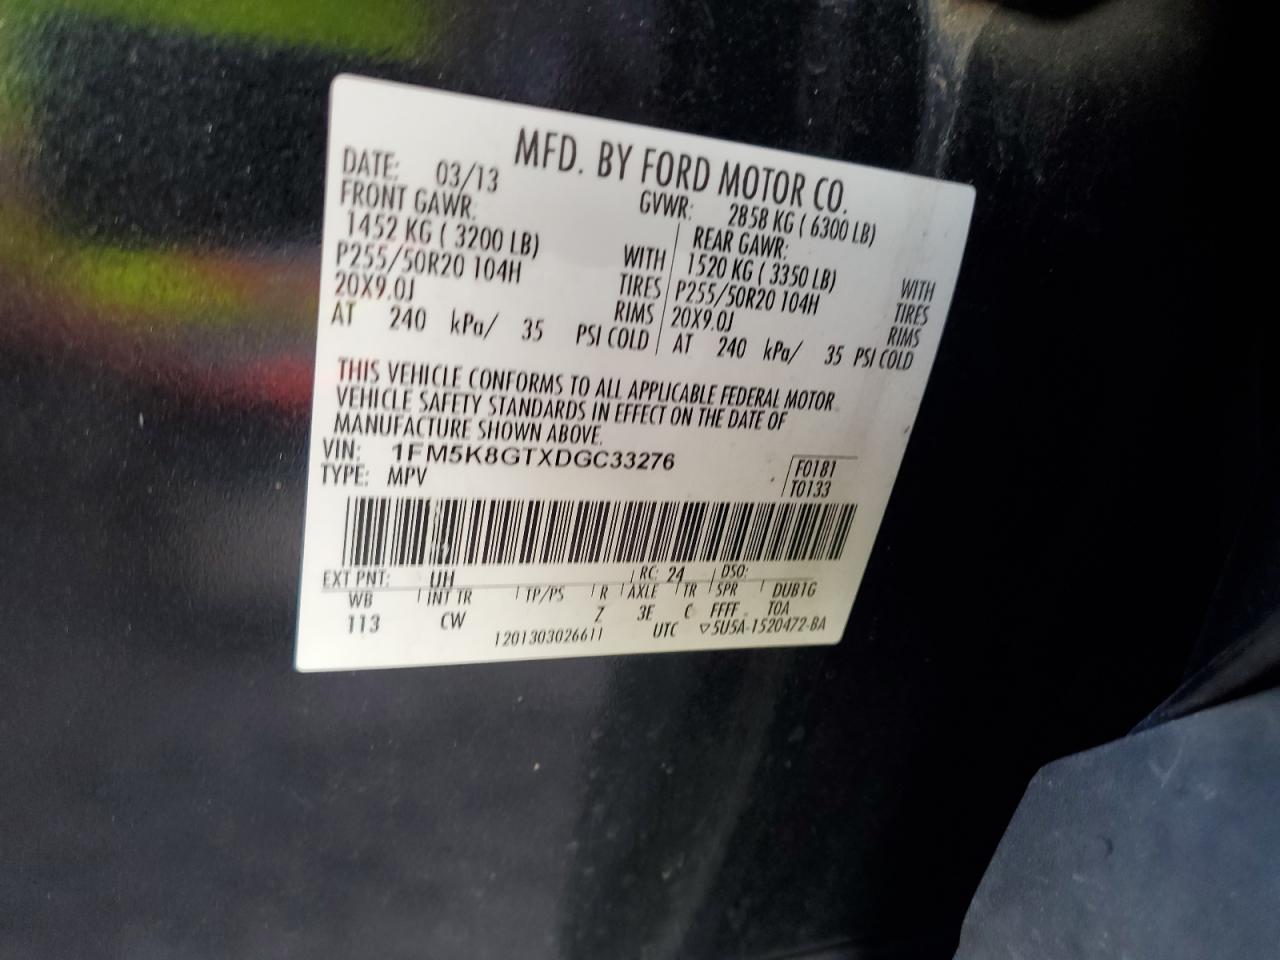 MFD. BY FORD MOTOR CO.
DATE: 03/13 GVWR: 2858 KG ( 6300 LB)
FRONT GAWR: REAR GAWR:
1452 KG ( 3200 LB) WITH 1520 KG ( 3350 LB) WITH
P255/50R20 104H TIRES P255/50R20 104H TIRES
20X9.0J RIMS 20X9.0J RIMS
AT 240 kPa/ 35 PSI COLD AT 240 kPa/ 35 PSI COLD
THIS VEHICLE CONFORMS TO ALL APPLICABLE FEDERAL MOTOR
VEHICLE SAFETY STANDARDS IN EFFECT ON THE DATE OF
MANUFACTURE SHOWN ABOVE.
VIN: 1FM5K8GTXDGC33276 F0181
TYPE: MPV T0133
EXT PNT: UH RC: 24 DSO:
WB INT TR TP/PS R AXLE TR SPR DUB1G
113 CW Z 3E C FFFF TOA
1201303026611 UTC ▽5U5A-1520472-BA